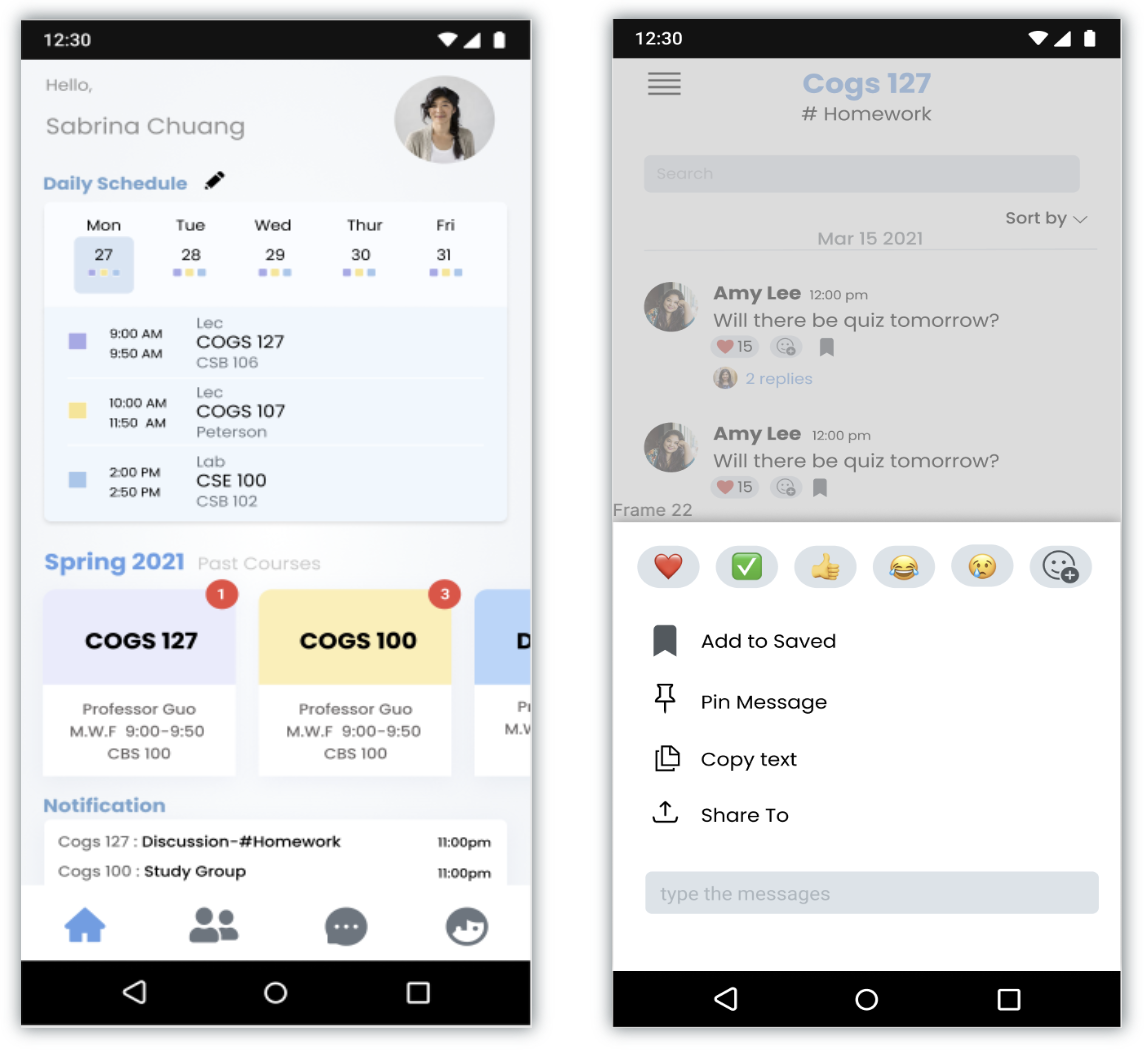 12:30
Hello,
Sabrina Chuang
Daily Schedule
Mon Tue Wed Thur Fri
27 28 29 30 31
9:00 AM
9:50 AM
Lec
COGS 127
CSB 106
10:00 AM
11:50 AM
Lec
COGS 107
Peterson
2:00 PM
2:50 PM
Lab
CSE 100
CSB 102
Spring 2021 Past Courses
1
COGS 127
Professor Guo
M.W.F 9:00-9:50
CBS 100
3
COGS 100
Professor Guo
M.W.F 9:00-9:50
CBS 100
D
Notification
Cogs 127 : Discussion-#Homework 11:00pm
Cogs 100 : Study Group 11:00pm
12:30
Cogs 127
# Homework
Search
Sort by
Mar 15 2021
Amy Lee 12:00 pm
Will there be quiz tomorrow?
15
2 replies
Amy Lee 12:00 pm
Will there be quiz tomorrow?
15
Frame 22
Add to Saved
Pin Message
Copy text
Share To
type the messages